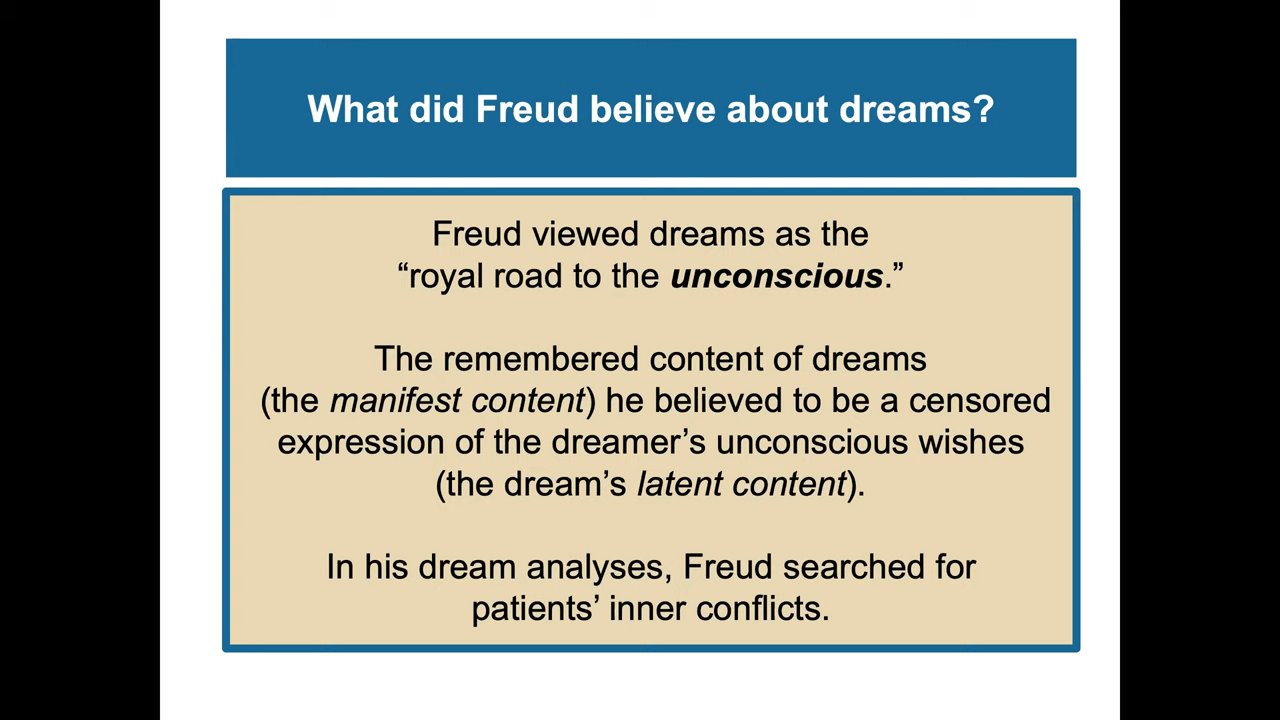 What did Freud believe about dreams?
Freud viewed dreams as the
“royal road to the unconscious.”
The remembered content of dreams
(the manifest content) he believed to be a censored
expression of the dreamer’s unconscious wishes
(the dream’s latent content).
In his dream analyses, Freud searched for
patients’ inner conflicts.